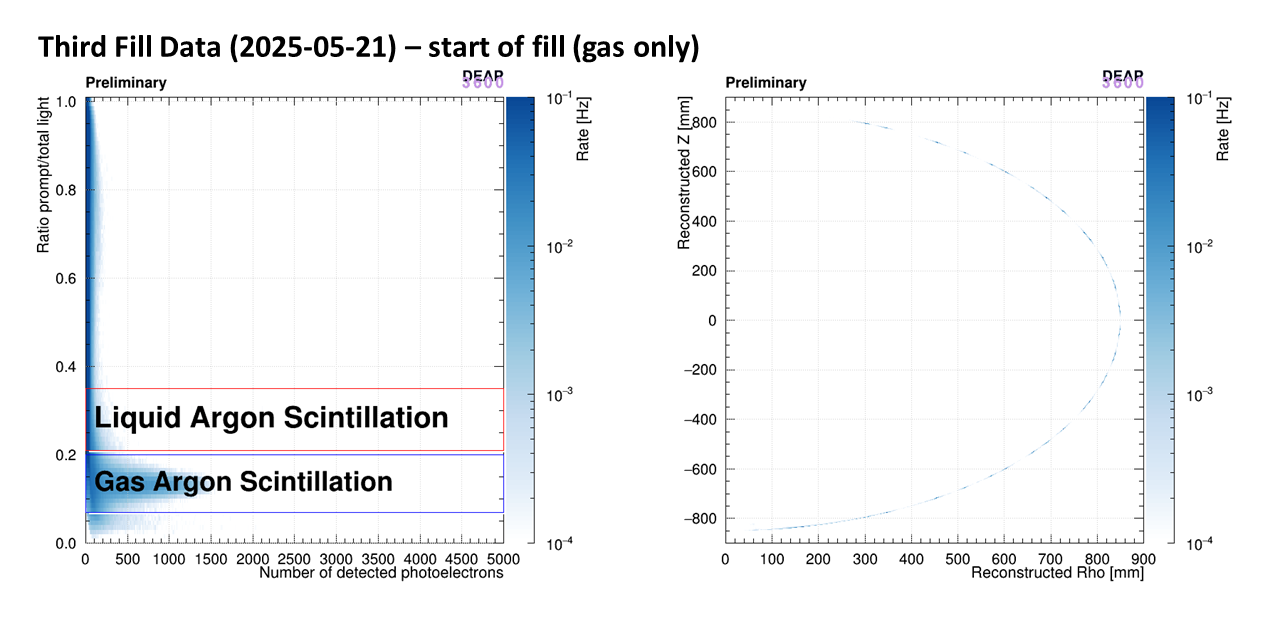 Third Fill Data (2025-05-21) – start of fill (gas only)
Preliminary
DEAP
3600
Ratio prompt/total light
1.0
0.8
0.6
0.4
0.2
0.0
Liquid Argon Scintillation
Gas Argon Scintillation
0 500 1000 1500 2000 2500 3000 3500 4000 4500 5000
Number of detected photoelectrons
10⁻¹
10⁻²
10⁻³
10⁻⁴
Rate [Hz]
Preliminary
DEAP
3600
Reconstructed Z [mm]
800
600
400
200
0
−200
−400
−600
−800
0 100 200 300 400 500 600 700 800 900
Reconstructed Rho [mm]
10⁻¹
10⁻²
10⁻³
10⁻⁴
Rate [Hz]